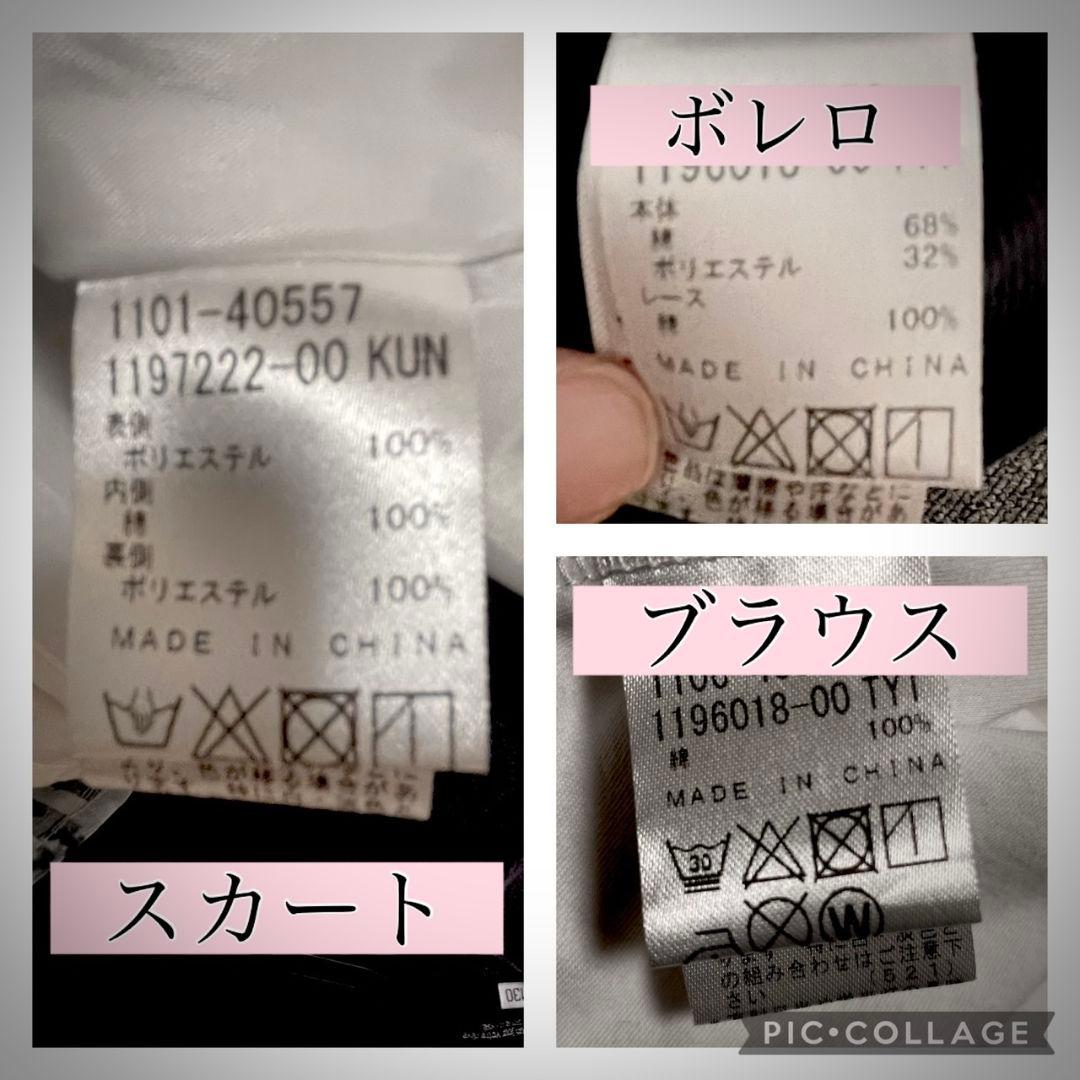 1101-40557
1197222-00 KUN
表側
ポリエステル 100%
内側
綿 100%
裏側
ポリエステル 100%
MADE IN CHINA
スカート
ボレロ
本体
綿 68%
ポリエステル 32%
レース
綿 100%
MADE IN CHINA
ブラウス
1196018-00 TYT
綿 100%
MADE IN CHINA
30
W
の組み合わせはご注意下
さい (521)
PIC•COLLAGE